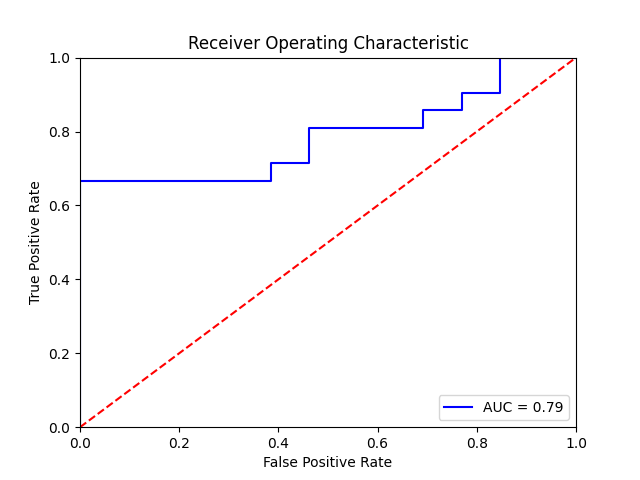 Receiver Operating Characteristic
1.0
0.8
0.6
0.4
0.2
0.0
True Positive Rate
AUC = 0.79
0.0 0.2 0.4 0.6 0.8 1.0
False Positive Rate